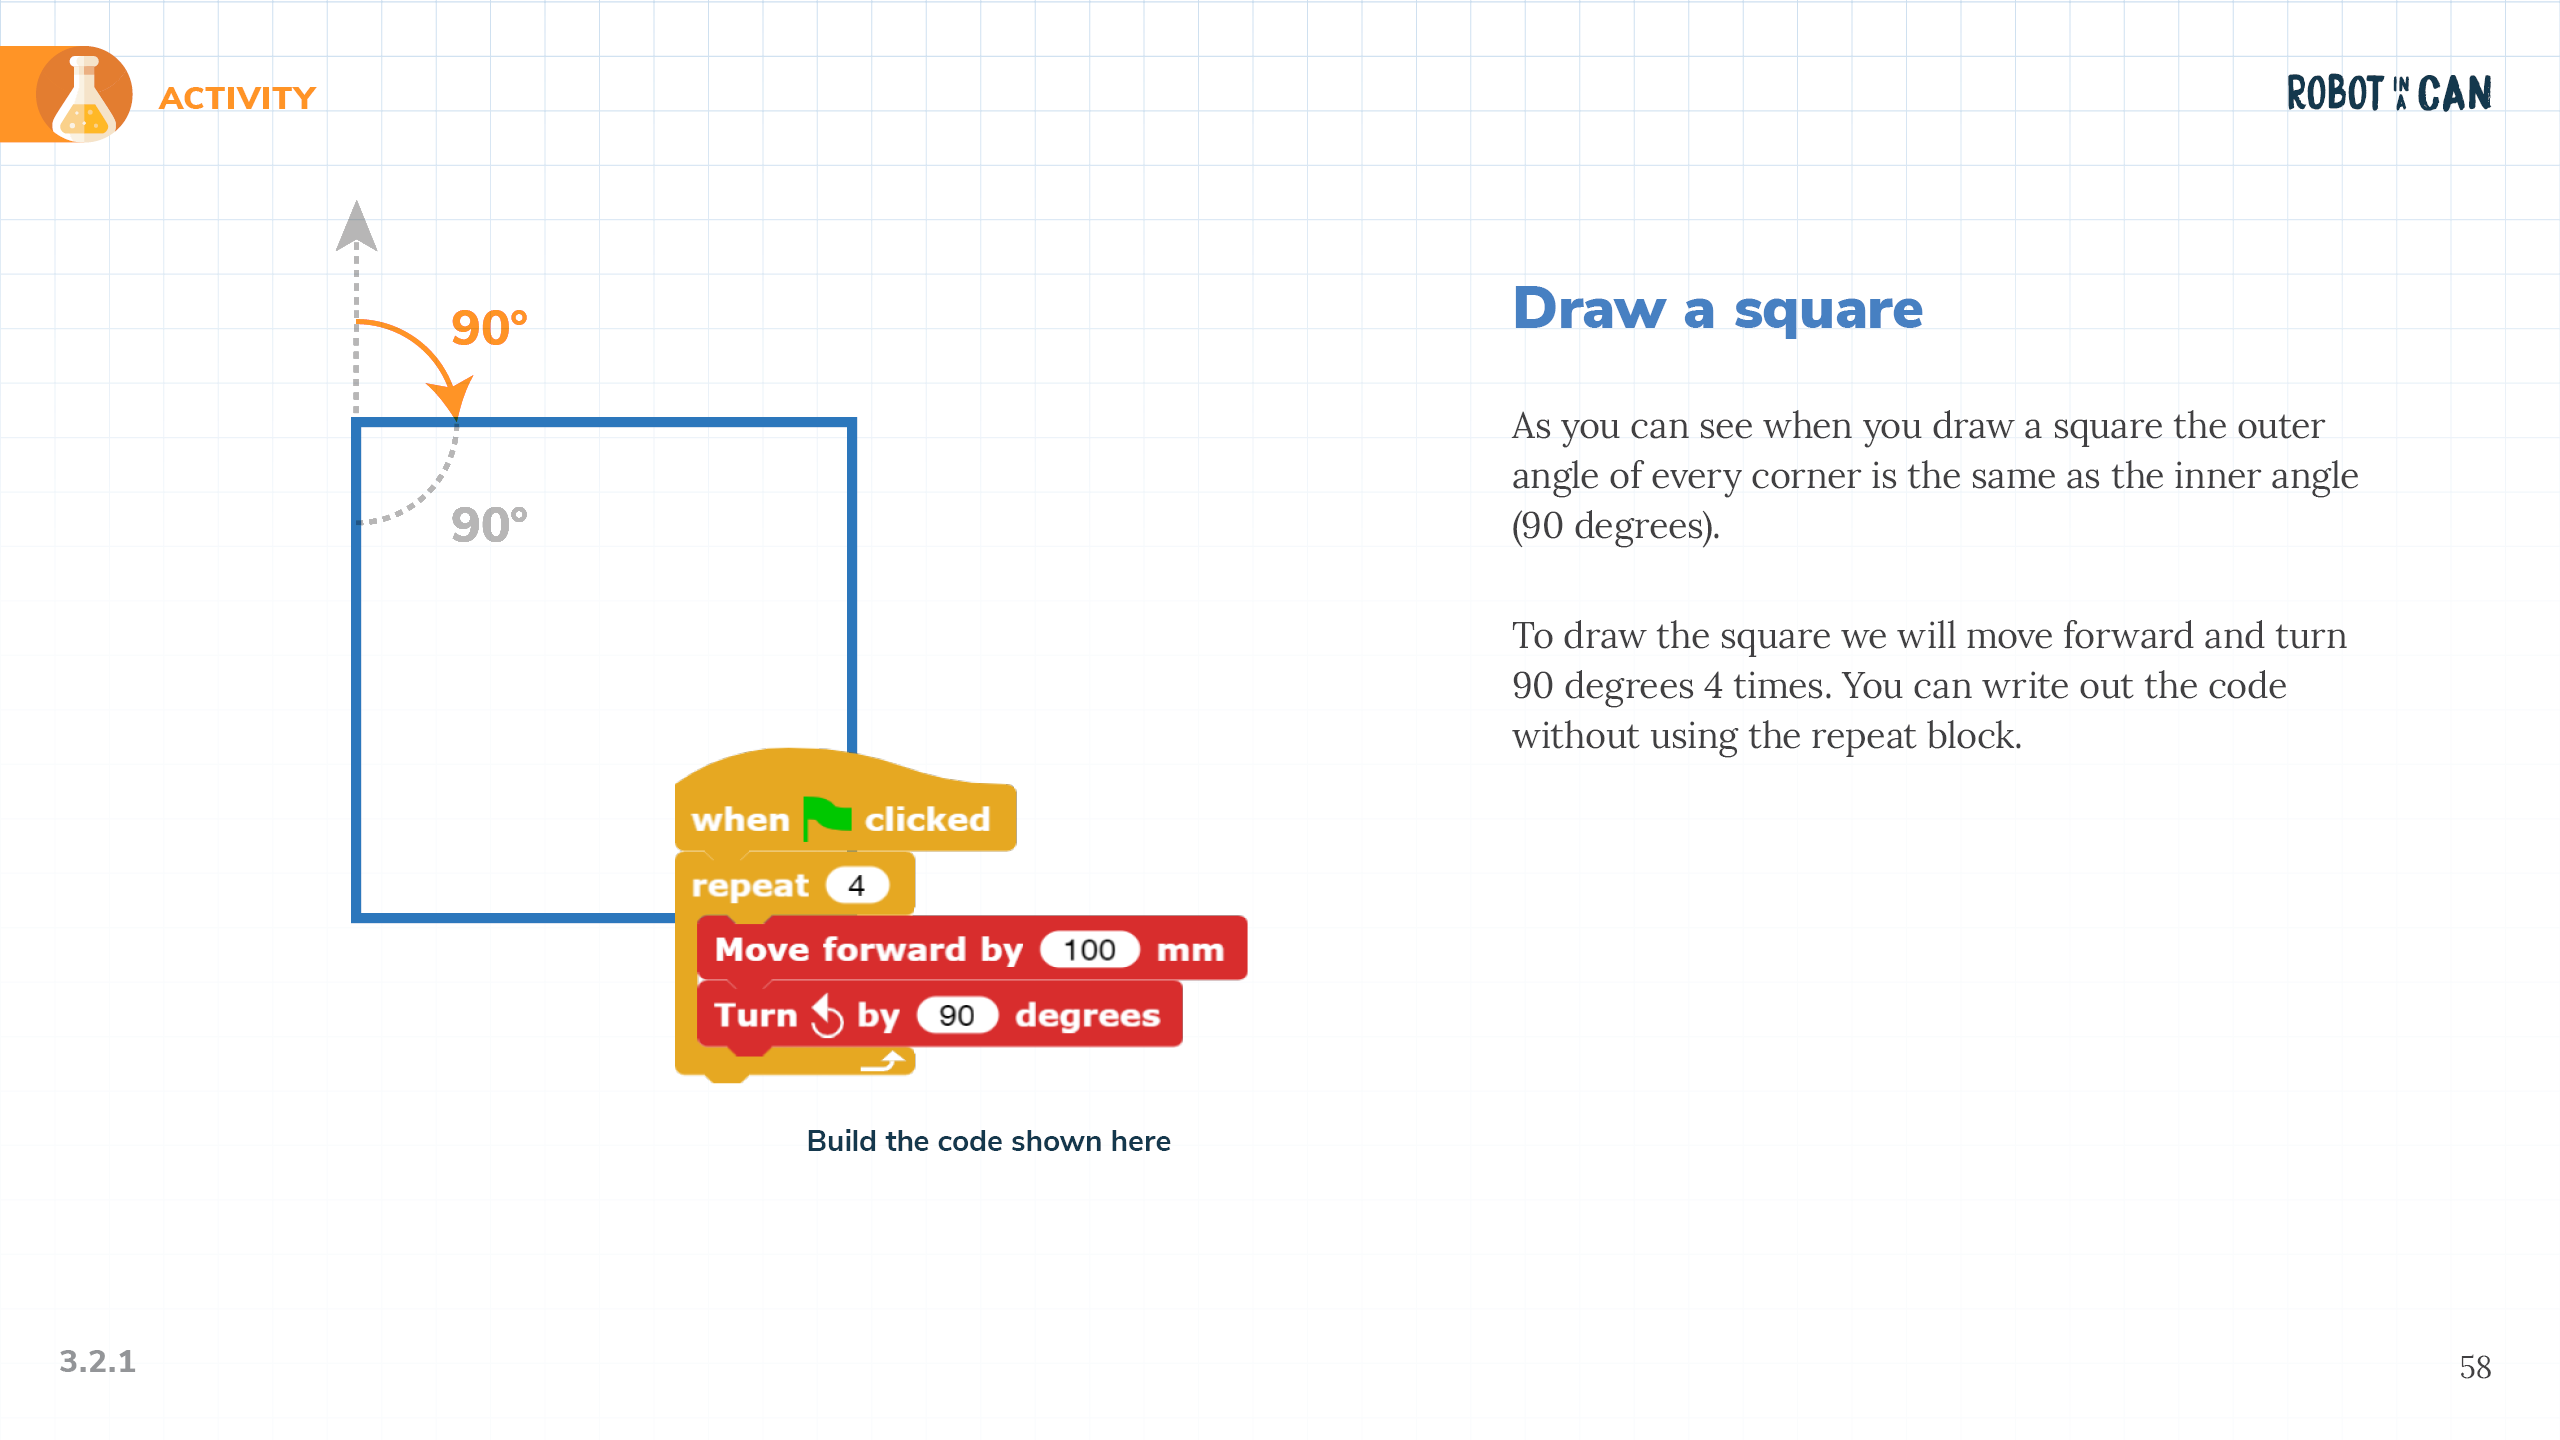 ACTIVITY
ROBOT IN A CAN
90°
90°
Draw a square
As you can see when you draw a square the outer
angle of every corner is the same as the inner angle
(90 degrees).
To draw the square we will move forward and turn
90 degrees 4 times. You can write out the code
without using the repeat block.
when clicked
repeat 4
Move forward by 100 mm
Turn by 90 degrees
Build the code shown here
3.2.1
58